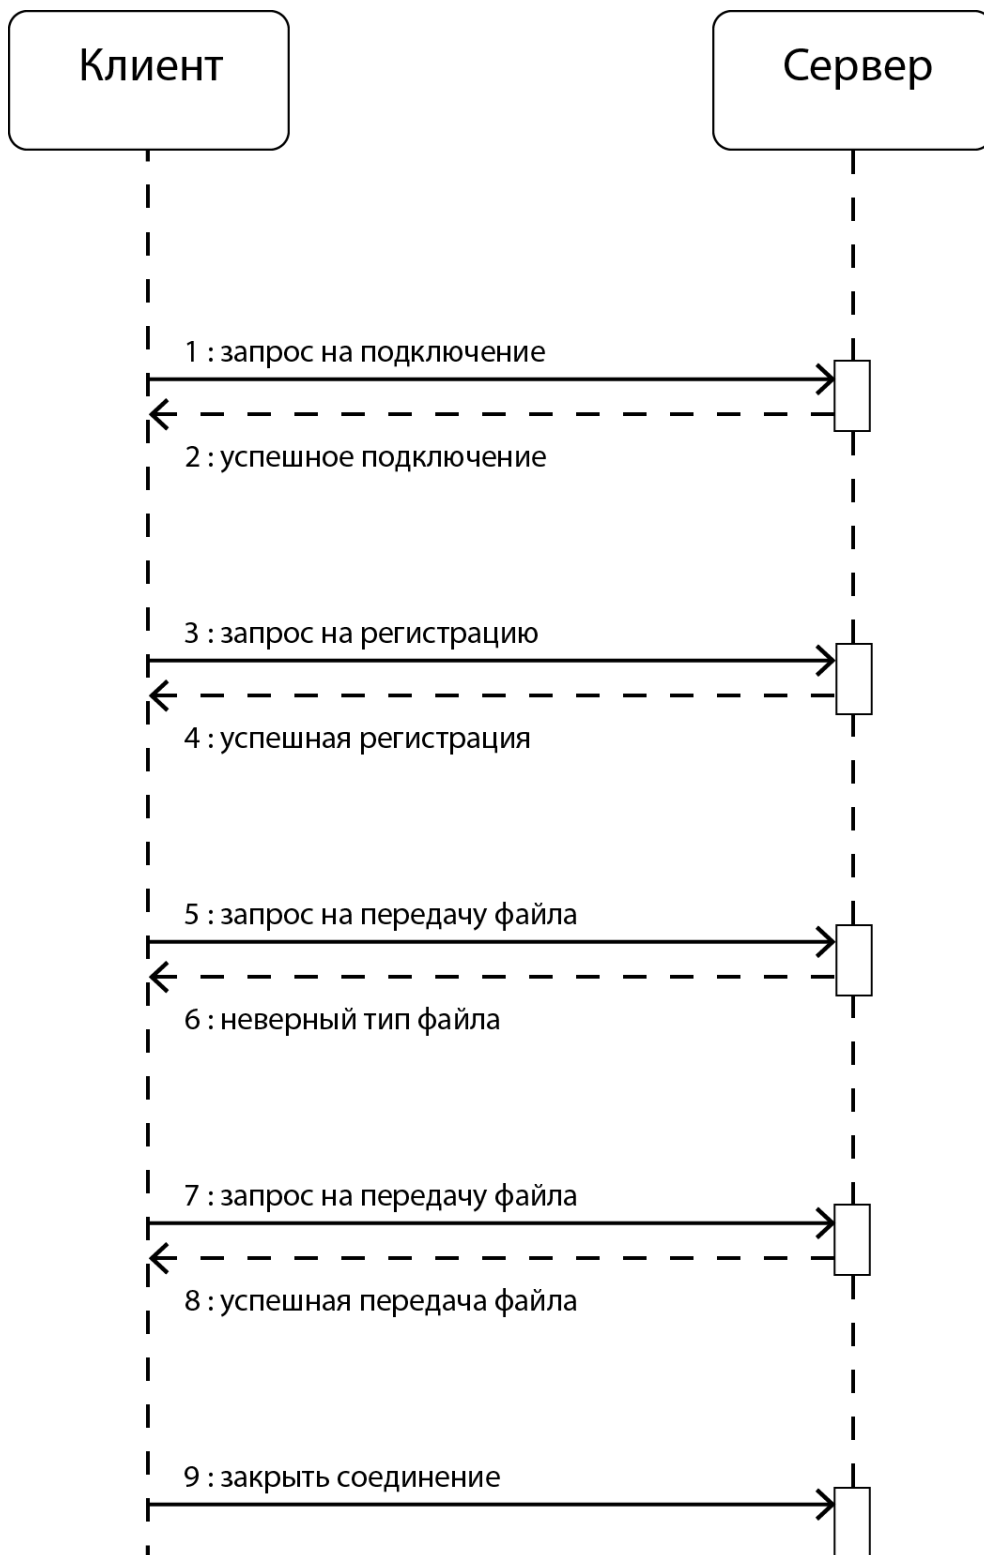 Клиент
Сервер
1 : запрос на подключение
2 : успешное подключение
3 : запрос на регистрацию
4 : успешная регистрация
5 : запрос на передачу файла
6 : неверный тип файла
7 : запрос на передачу файла
8 : успешная передача файла
9 : закрыть соединение